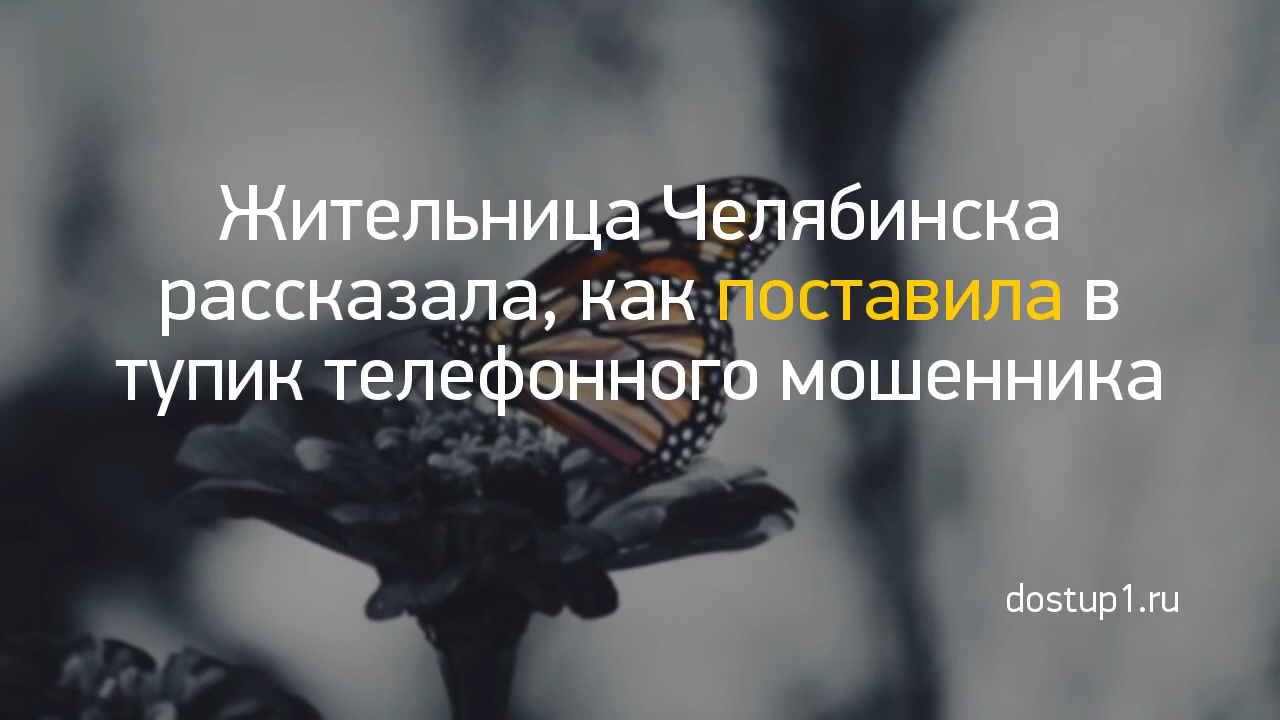 Жительница Челябинска
рассказала, как поставила в
тупик телефонного мошенника
dostup1.ru